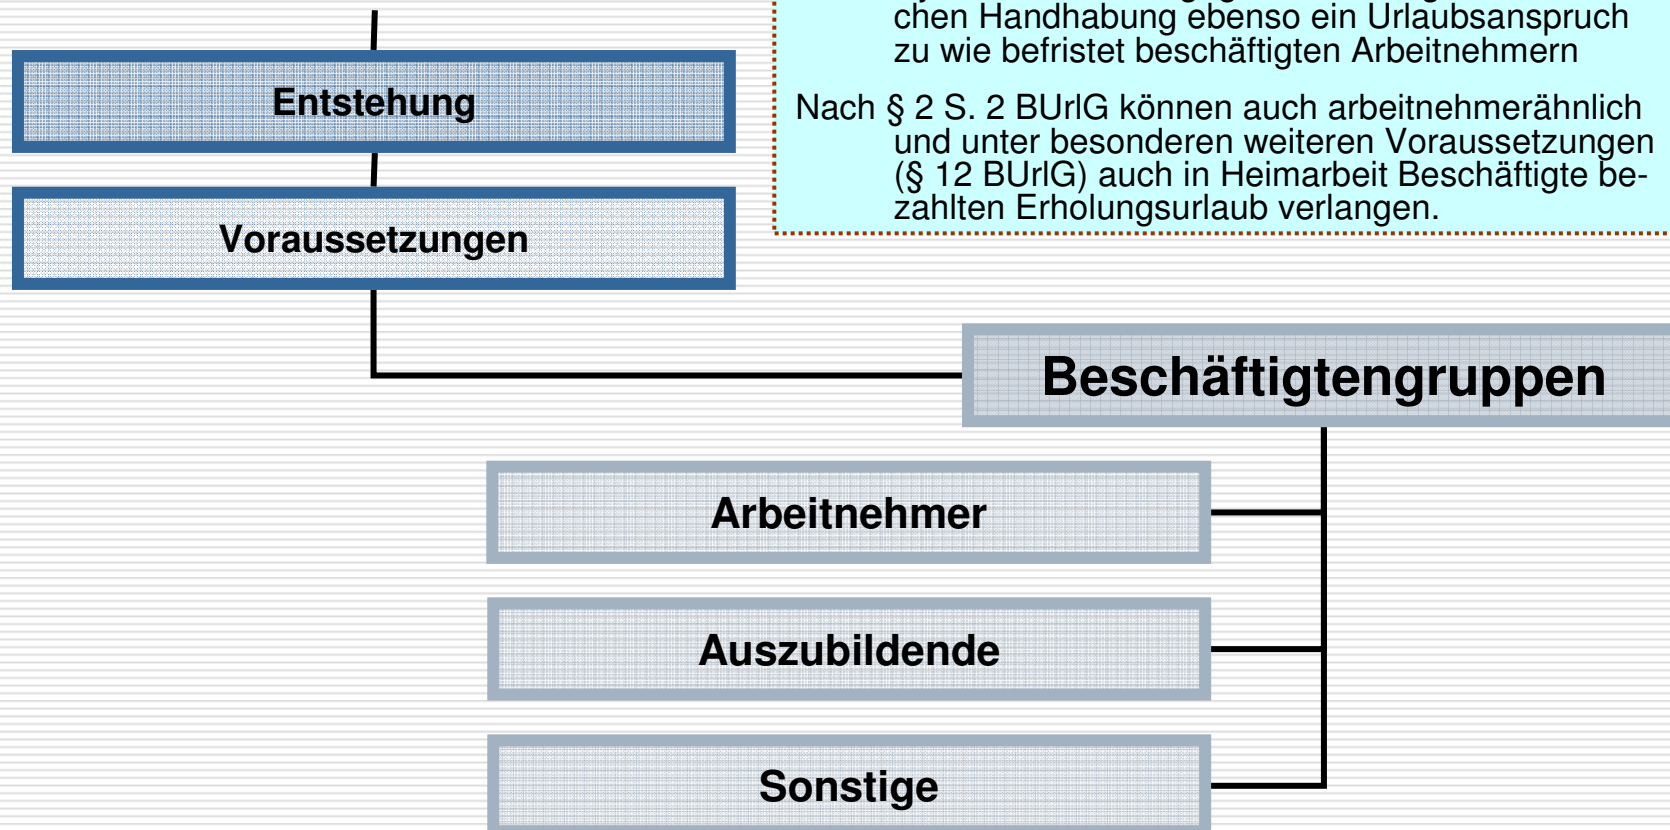 chen Handhabung ebenso ein Urlaubsanspruch
zu wie befristet beschäftigten Arbeitnehmern
Nach § 2 S. 2 BUrlG können auch arbeitnehmerähnlich
und unter besonderen weiteren Voraussetzungen
(§ 12 BUrlG) auch in Heimarbeit Beschäftigte be-
zahlten Erholungsurlaub verlangen.
Entstehung
Voraussetzungen
Beschäftigtengruppen
Arbeitnehmer
Auszubildende
Sonstige